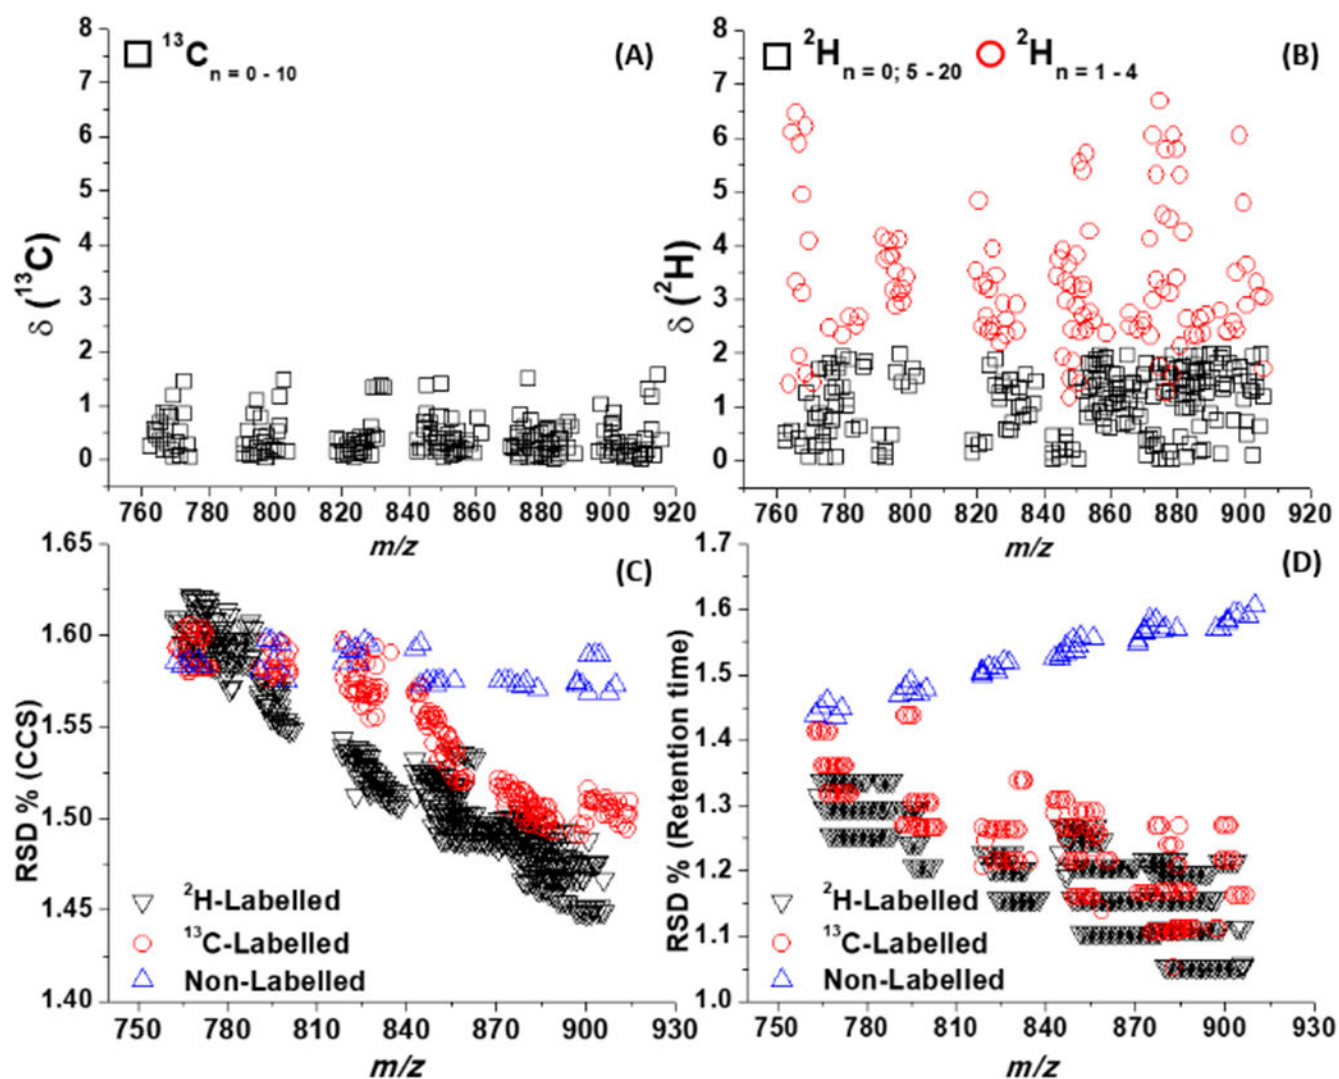 ¹³C n = 0 - 10
(A)
8
7
6
5
4
3
2
1
0
δ (¹³C)
760 780 800 820 840 860 880 900 920
m/z
²H n = 0; 5 - 20 ²H n = 1 - 4
(B)
8
7
6
5
4
3
2
1
0
δ (²H)
760 780 800 820 840 860 880 900 920
m/z
(C)
1.65
1.60
1.55
1.50
1.45
1.40
RSD % (CCS)
²H-Labelled
¹³C-Labelled
Non-Labelled
750 780 810 840 870 900 930
m/z
(D)
1.7
1.6
1.5
1.4
1.3
1.2
1.1
1.0
RSD % (Retention time)
²H-Labelled
¹³C-Labelled
Non-Labelled
750 780 810 840 870 900 930
m/z